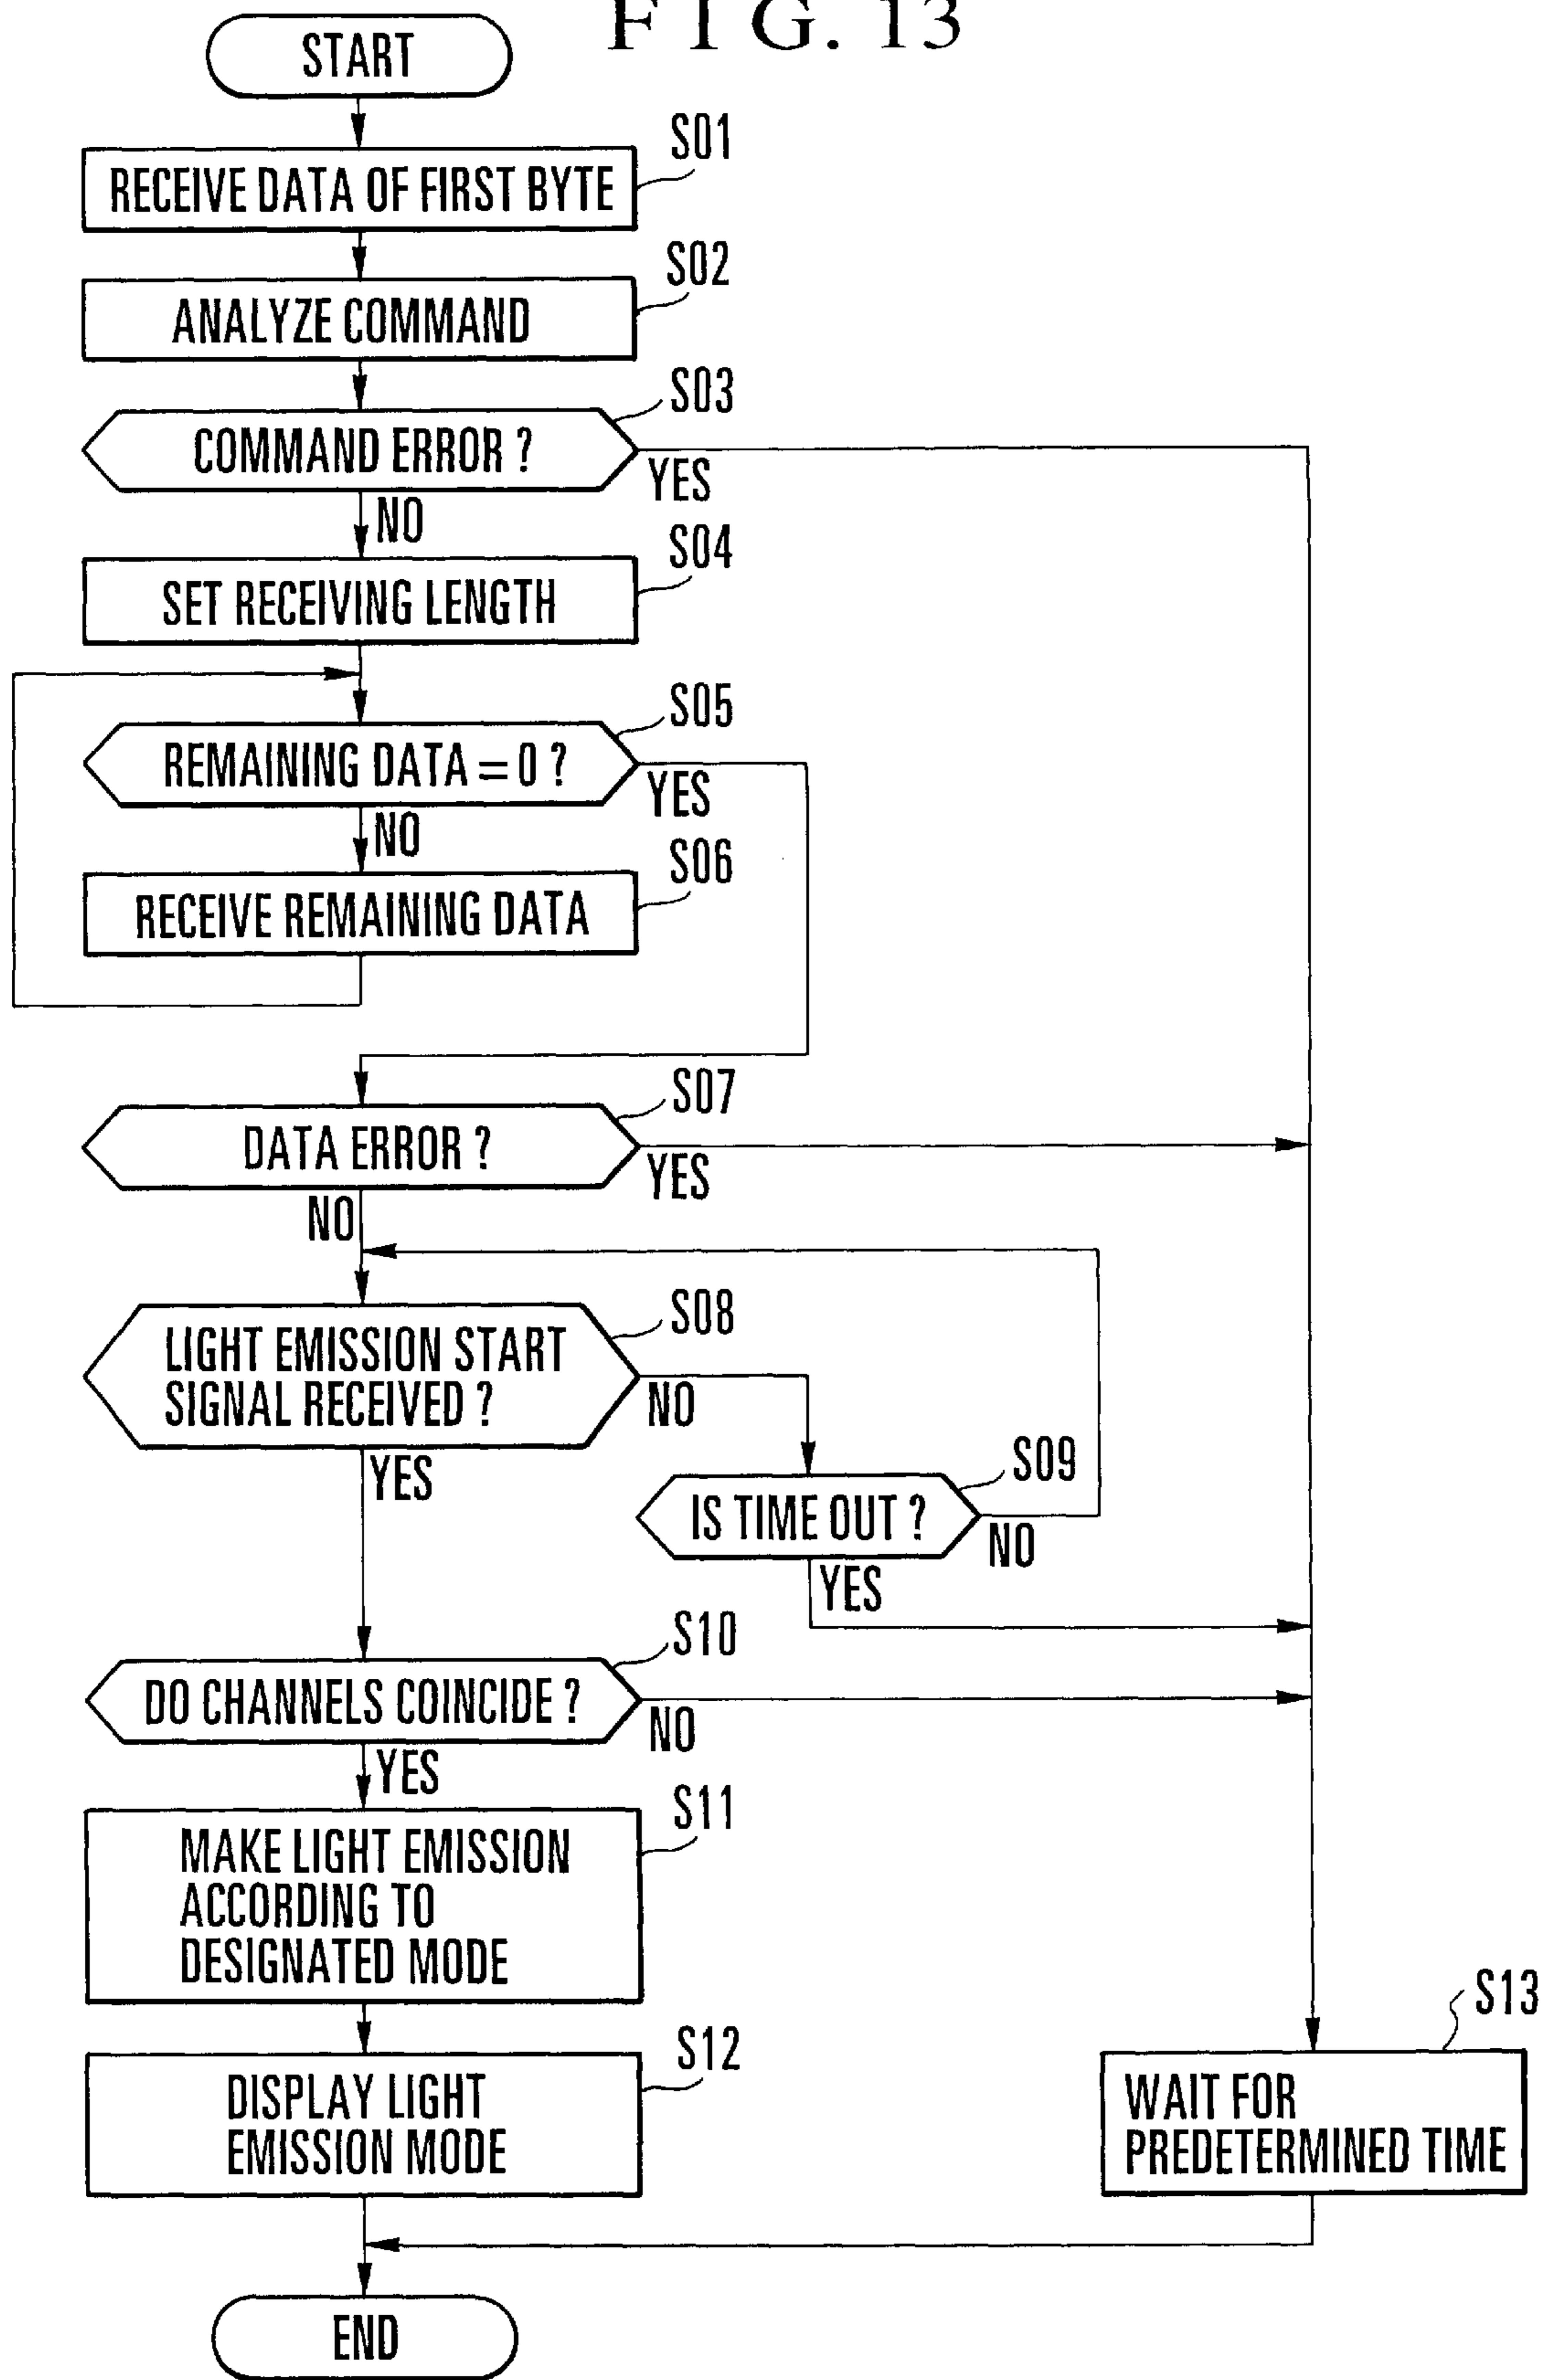 FIG. 13
START
S01
RECEIVE DATA OF FIRST BYTE
S02
ANALYZE COMMAND
S03
COMMAND ERROR ?
YES
NO
S04
SET RECEIVING LENGTH
S05
REMAINING DATA = 0 ?
YES
NO
S06
RECEIVE REMAINING DATA
S07
DATA ERROR ?
YES
NO
S08
LIGHT EMISSION START
SIGNAL RECEIVED ?
NO
YES
S09
IS TIME OUT ?
NO
YES
S10
DO CHANNELS COINCIDE ?
NO
YES
S11
MAKE LIGHT EMISSION
ACCORDING TO
DESIGNATED MODE
S12
DISPLAY LIGHT
EMISSION MODE
S13
WAIT FOR
PREDETERMINED TIME
END